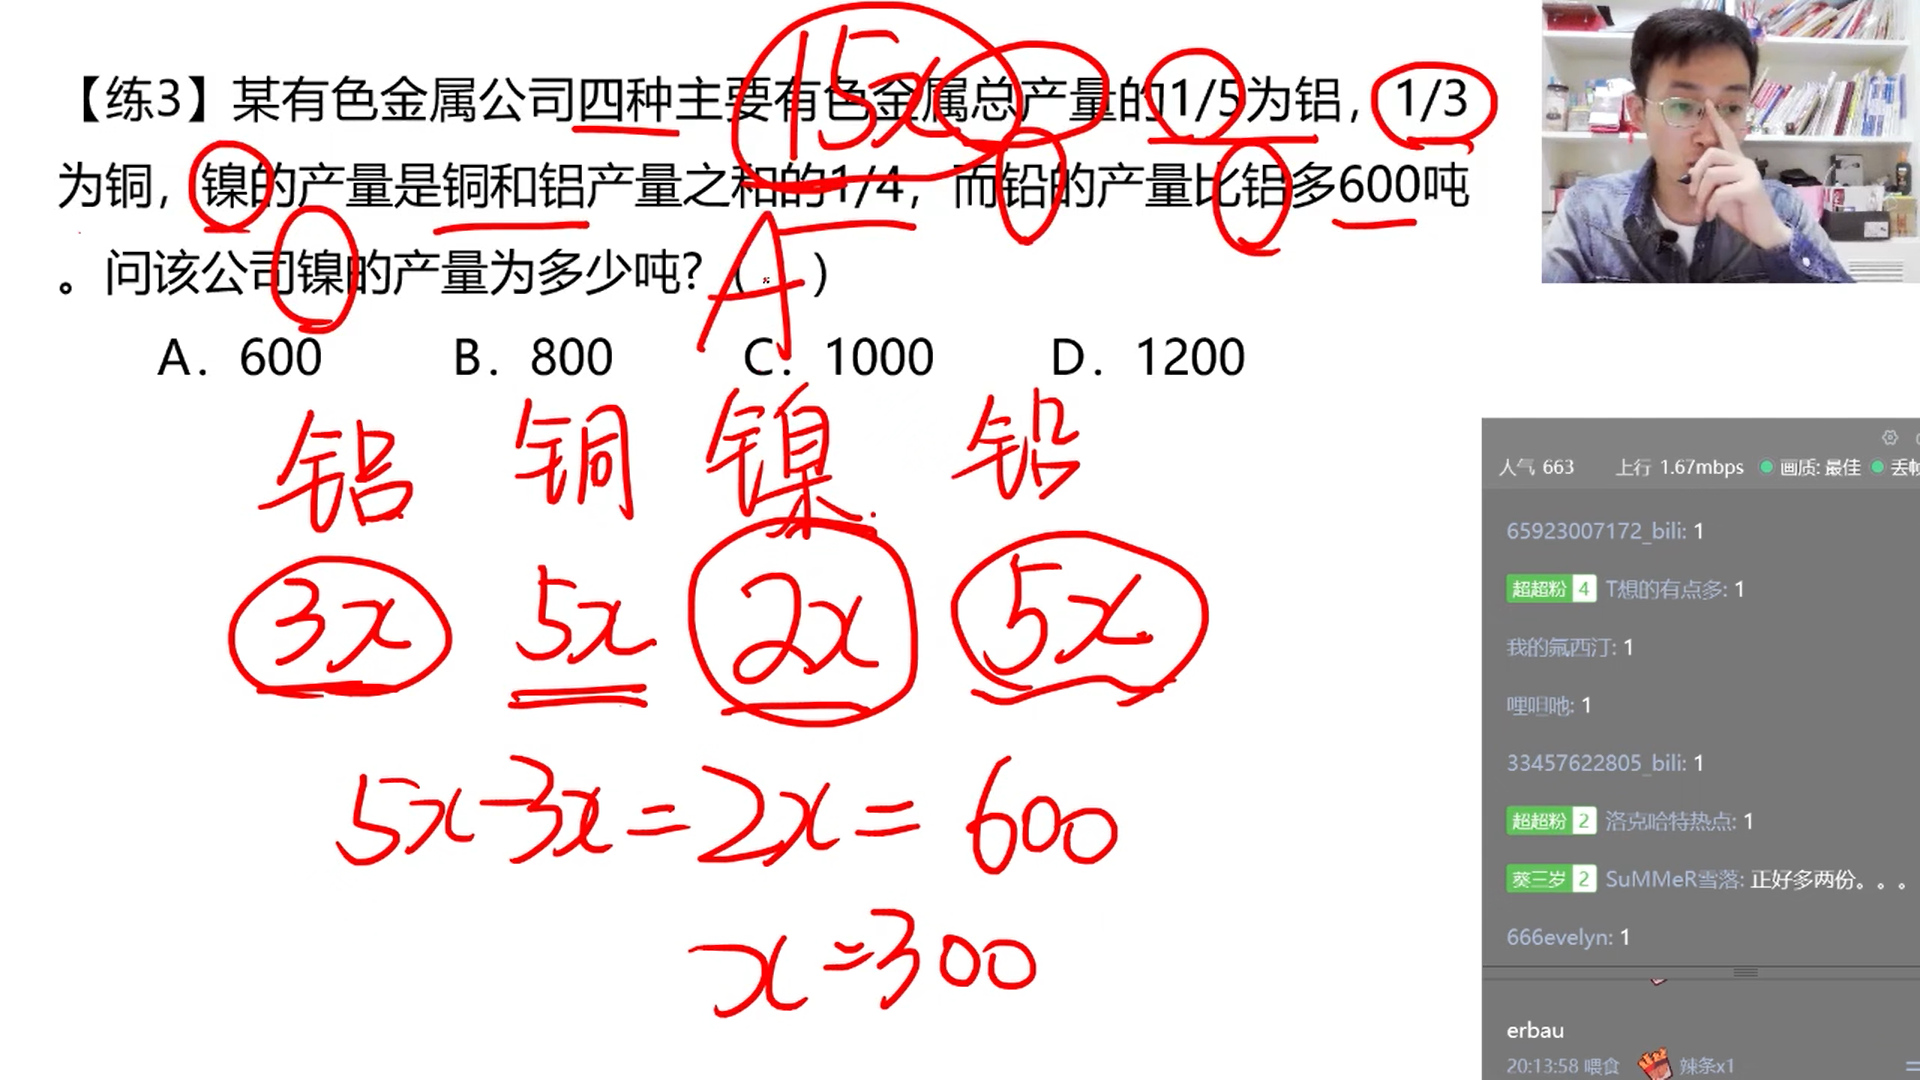 【练3】某有色金属公司四种主要有色金属总产量的1/5为铝，1/3
为铜，镍的产量是铜和铝产量之和的1/4，而铅的产量比铝多600吨
。问该公司镍的产量为多少吨？（ ）
15x
A
A．600 B．800 C．1000 D．1200
铝 铜 镍 铅
3x 5x 2x 5x
5x-3x=2x=600
x=300
人气 663 上行 1.67mbps 画质: 最佳 丢帧
65923007172_bili: 1
超超粉 4 T想的有点多: 1
我的氟西汀: 1
哩呾吔: 1
33457622805_bili: 1
超超粉 2 洛克哈特热点: 1
葵三岁 2 SuMMeR雪落: 正好多两份。。。
666evelyn: 1
erbau
20:13:58 喂食 辣条x1